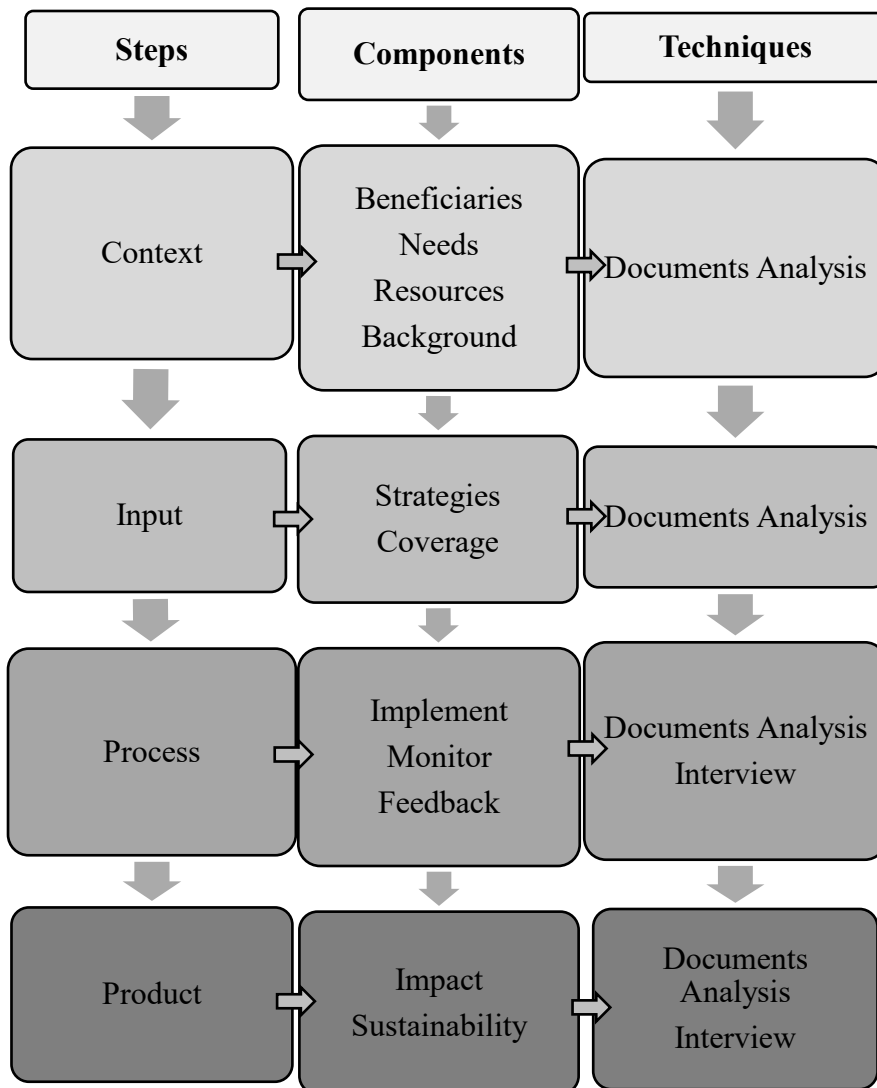 Steps
Components
Techniques
Context
Beneficiaries
Needs
Resources
Background
Documents Analysis
Input
Strategies
Coverage
Documents Analysis
Process
Implement
Monitor
Feedback
Documents Analysis
Interview
Product
Impact
Sustainability
Documents
Analysis
Interview